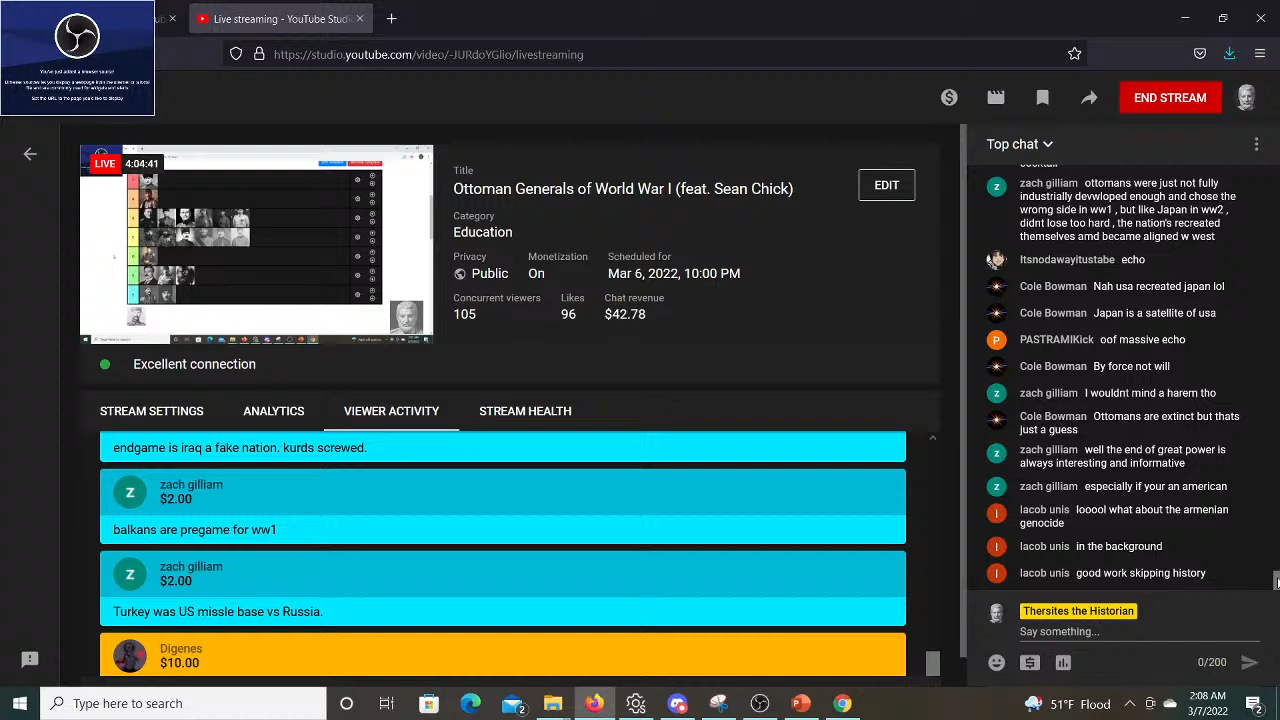 Live streaming - YouTube Studio
You've just added a browser source!
https://studio.youtube.com/video/-JURdoYGlio/livestreaming
END STREAM
LIVE
4:04:41
Title
Ottoman Generals of World War I (feat. Sean Chick)
EDIT
Category
Education
Privacy
Monetization
Scheduled for
Public
On
Mar 6, 2022, 10:00 PM
Concurrent viewers
Likes
Chat revenue
105
96
$42.78
Excellent connection
STREAM SETTINGS
ANALYTICS
VIEWER ACTIVITY
STREAM HEALTH
endgame is iraq a fake nation. kurds screwed.
zach gilliam
$2.00
balkans are pregame for ww1
zach gilliam
$2.00
Turkey was US missle base vs Russia.
Digenes
$10.00
Top chat
zach gilliam ottomans were just not fully
industrially devwloped enough and chose the
wromg side in ww1 , but like Japan in ww2 ,
didnt lose too hard , the nation's recreated
themselves amd became aligned w west
Itsnodawayitustabe echo
Cole Bowman Nah usa recreated japan lol
Cole Bowman Japan is a satellite of usa
PASTRAMIKick oof massive echo
Cole Bowman By force not will
zach gilliam I wouldnt mind a harem tho
Cole Bowman Ottomans are extinct but thats
just a guess
zach gilliam well the end of great power is
always interesting and informative
zach gilliam especially if your an american
Iacob unis looool what about the armenian
genocide
Iacob unis in the background
Iacob unis good work skipping history
Thersites the Historian
Say something...
0/200
Type here to search
2
51°F Flood
2:08 AM
3/7/2022